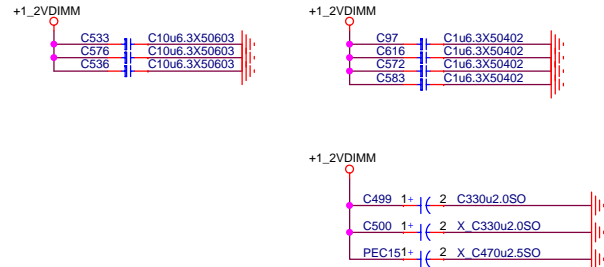 +1_2VDIMM
C533 C10u6.3X50603
C576 C10u6.3X50603
C536 C10u6.3X50603
+1_2VDIMM
C97 C1u6.3X50402
C616 C1u6.3X50402
C572 C1u6.3X50402
C583 C1u6.3X50402
+1_2VDIMM
C499 1+ 2 C330u2.0SO
C500 1+ 2 X_C330u2.0SO
PEC151+ 2 X_C470u2.5SO